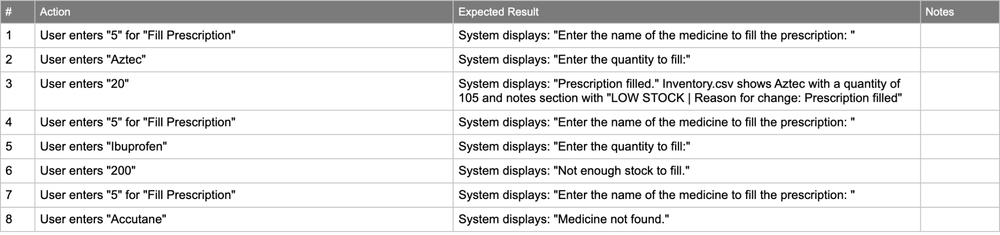 # Action Expected Result Notes
1 User enters "5" for "Fill Prescription" System displays: "Enter the name of the medicine to fill the prescription: "
2 User enters "Aztec" System displays: "Enter the quantity to fill:"
3 User enters "20" System displays: "Prescription filled." Inventory.csv shows Aztec with a quantity of
105 and notes section with "LOW STOCK | Reason for change: Prescription filled"
4 User enters "5" for "Fill Prescription" System displays: "Enter the name of the medicine to fill the prescription: "
5 User enters "Ibuprofen" System displays: "Enter the quantity to fill:"
6 User enters "200" System displays: "Not enough stock to fill."
7 User enters "5" for "Fill Prescription" System displays: "Enter the name of the medicine to fill the prescription: "
8 User enters "Accutane" System displays: "Medicine not found."